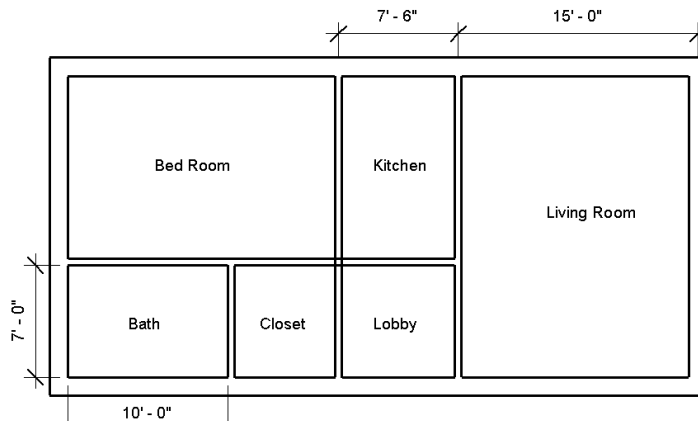 7' - 6"
15' - 0"
Bed Room
Kitchen
Living Room
7' - 0"
Bath
Closet
Lobby
10' - 0"